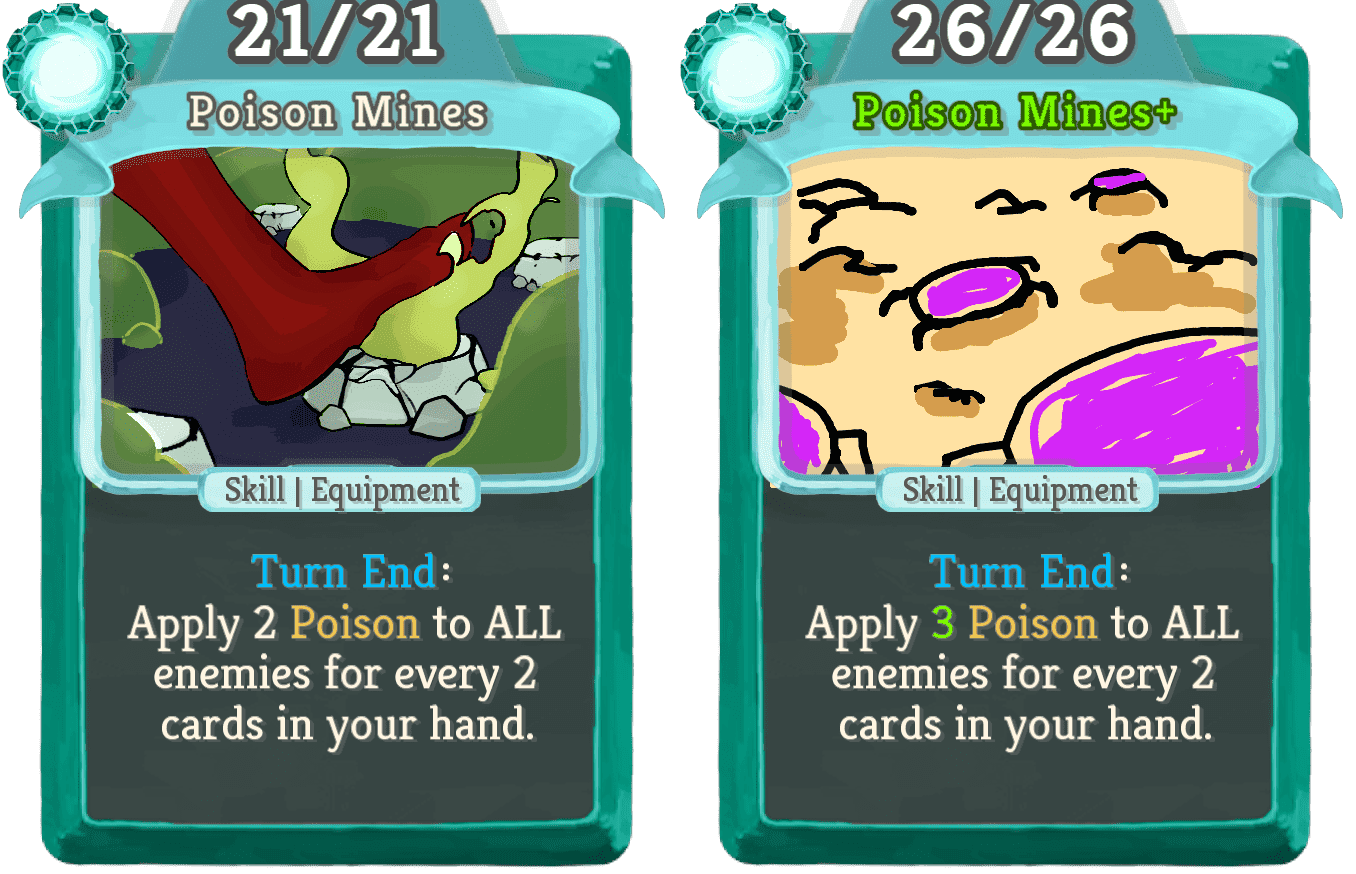 21/21
Poison Mines
Skill | Equipment
Turn End:
Apply 2 Poison to ALL
enemies for every 2
cards in your hand.
26/26
Poison Mines+
Skill | Equipment
Turn End:
Apply 3 Poison to ALL
enemies for every 2
cards in your hand.